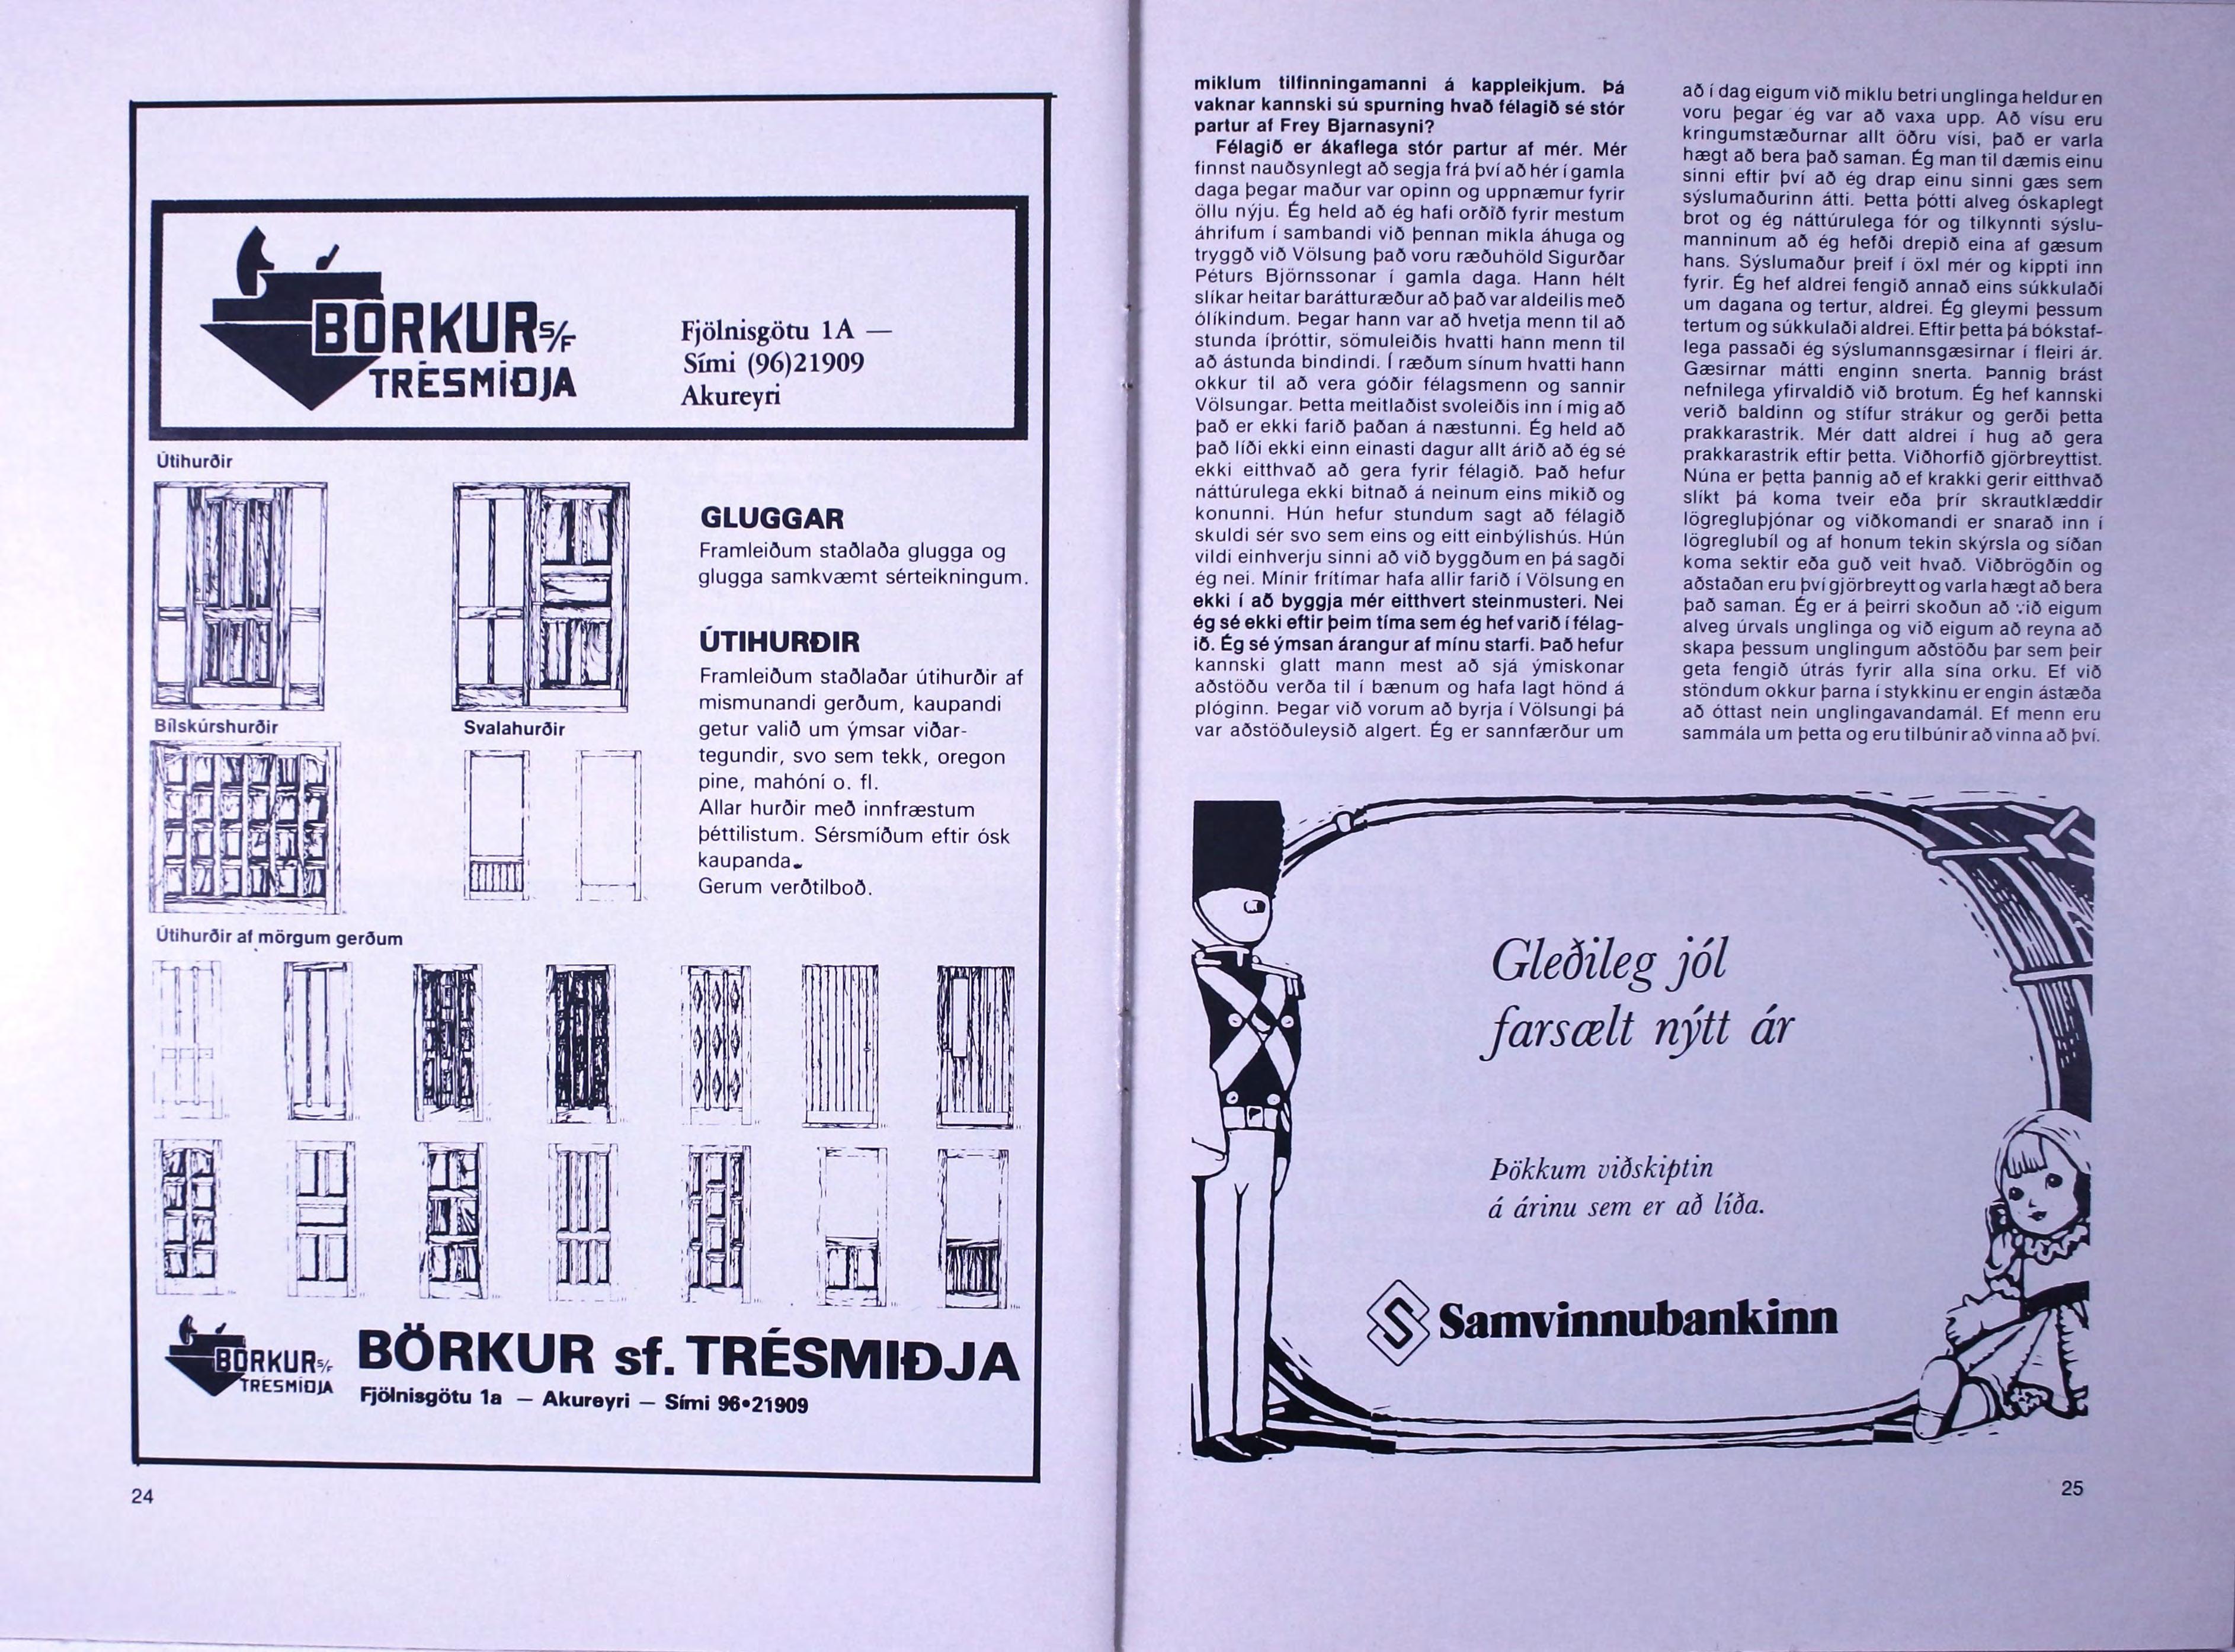 BÖRKUR S/F
TRÉSMIÐJA
Fjölnisgötu 1A —
Sími (96)21909
Akureyri
Útihurðir
Bílskúrshurðir
Svalahurðir
GLUGGAR
Framleiðum staðlaða glugga og
glugga samkvæmt sérteikningum.
ÚTIHURÐIR
Framleiðum staðlaðar útihurðir af
mismunandi gerðum, kaupandi
getur valið um ýmsar viðar-
tegundir, svo sem tekk, oregon
pine, mahóní o. fl.
Allar hurðir með innfræstum
þéttilistum. Sérsmíðum eftir ósk
kaupanda.
Gerum verðtilboð.
Útihurðir af mörgum gerðum
BÖRKUR S/F
TRÉSMIÐJA
BÖRKUR sf. TRÉSMIÐJA
Fjölnisgötu 1a — Akureyri — Sími 96•21909
24
miklum tilfinningamanni á kappleikjum. Þá
vaknar kannski sú spurning hvað félagið sé stór
partur af Frey Bjarnasyni?
Félagið er ákaflega stór partur af mér. Mér
finnst nauðsynlegt að segja frá því að hér í gamla
daga þegar maður var opinn og uppnæmur fyrir
öllu nýju. Ég held að ég hafi orðið fyrir mestum
áhrifum í sambandi við þennan mikla áhuga og
tryggð við Völsung það voru ræðuhöld Sigurðar
Péturs Björnssonar í gamla daga. Hann hélt
slíkar heitar barátturæður að það var aldeilis með
ólíkindum. Þegar hann var að hvetja menn til að
stunda íþróttir, sömuleiðis hvatti hann menn til
að ástunda bindindi. Í ræðum sínum hvatti hann
okkur til að vera góðir félagsmenn og sannir
Völsungar. Þetta meitlaðist svoleiðis inn í mig að
það er ekki farið þaðan á næstunni. Ég held að
það líði ekki einn einasti dagur allt árið að ég sé
ekki eitthvað að gera fyrir félagið. Það hefur
náttúrulega ekki bitnað á neinum eins mikið og
konunni. Hún hefur stundum sagt að félagið
skuldi sér svo sem eins og eitt einbýlishús. Hún
vildi einhverju sinni að við byggðum en þá sagði
ég nei. Mínir frítímar hafa allir farið í Völsung en
ekki í að byggja mér eitthvert steinmusteri. Nei
ég sé ekki eftir þeim tíma sem ég hef varið í félag-
ið. Ég sé ýmsan árangur af mínu starfi. Það hefur
kannski glatt mann mest að sjá ýmiskonar
aðstöðu verða til í bænum og hafa lagt hönd á
plóginn. Þegar við vorum að byrja í Völsungi þá
var aðstöðuleysið algert. Ég er sannfærður um
að í dag eigum við miklu betri unglinga heldur en
voru þegar ég var að vaxa upp. Að vísu eru
kringumstæðurnar allt öðru vísi, það er varla
hægt að bera það saman. Ég man til dæmis einu
sinni eftir því að ég drap einu sinni gæs sem
sýslumaðurinn átti. Þetta þótti alveg óskaplegt
brot og ég náttúrulega fór og tilkynnti sýslu-
manninum að ég hefði drepið eina af gæsum
hans. Sýslumaður þreif í öxl mér og kippti inn
fyrir. Ég hef aldrei fengið annað eins súkkulaði
um dagana og tertur, aldrei. Ég gleymi þessum
tertum og súkkulaði aldrei. Eftir þetta þá bókstaf-
lega passaði ég sýslumannsgæsirnar í fleiri ár.
Gæsirnar mátti enginn snerta. Þannig brást
nefnilega yfirvaldið við brotum. Ég hef kannski
verið baldinn og stífur strákur og gerði þetta
prakkarastrik. Mér datt aldrei í hug að gera
prakkarastrik eftir þetta. Viðhorfið gjörbreyttist.
Núna er þetta þannig að ef krakki gerir eitthvað
slíkt þá koma tveir eða þrír skrautklæddir
lögregluþjónar og viðkomandi er snarað inn í
lögreglubíl og af honum tekin skýrsla og síðan
koma sektir eða guð veit hvað. Viðbrögðin og
aðstaðan eru því gjörbreytt og varla hægt að bera
það saman. Ég er á þeirri skoðun að við eigum
alveg úrvals unglinga og við eigum að reyna að
skapa þessum unglingum aðstöðu þar sem þeir
geta fengið útrás fyrir alla sína orku. Ef við
stöndum okkur þarna í stykkinu er engin ástæða
að óttast nein unglingavandamál. Ef menn eru
sammála um þetta og eru tilbúnir að vinna að því.
Gleðileg jól
farsælt nýtt ár
Þökkum viðskiptin
á árinu sem er að líða.
Samvinnubankinn
25